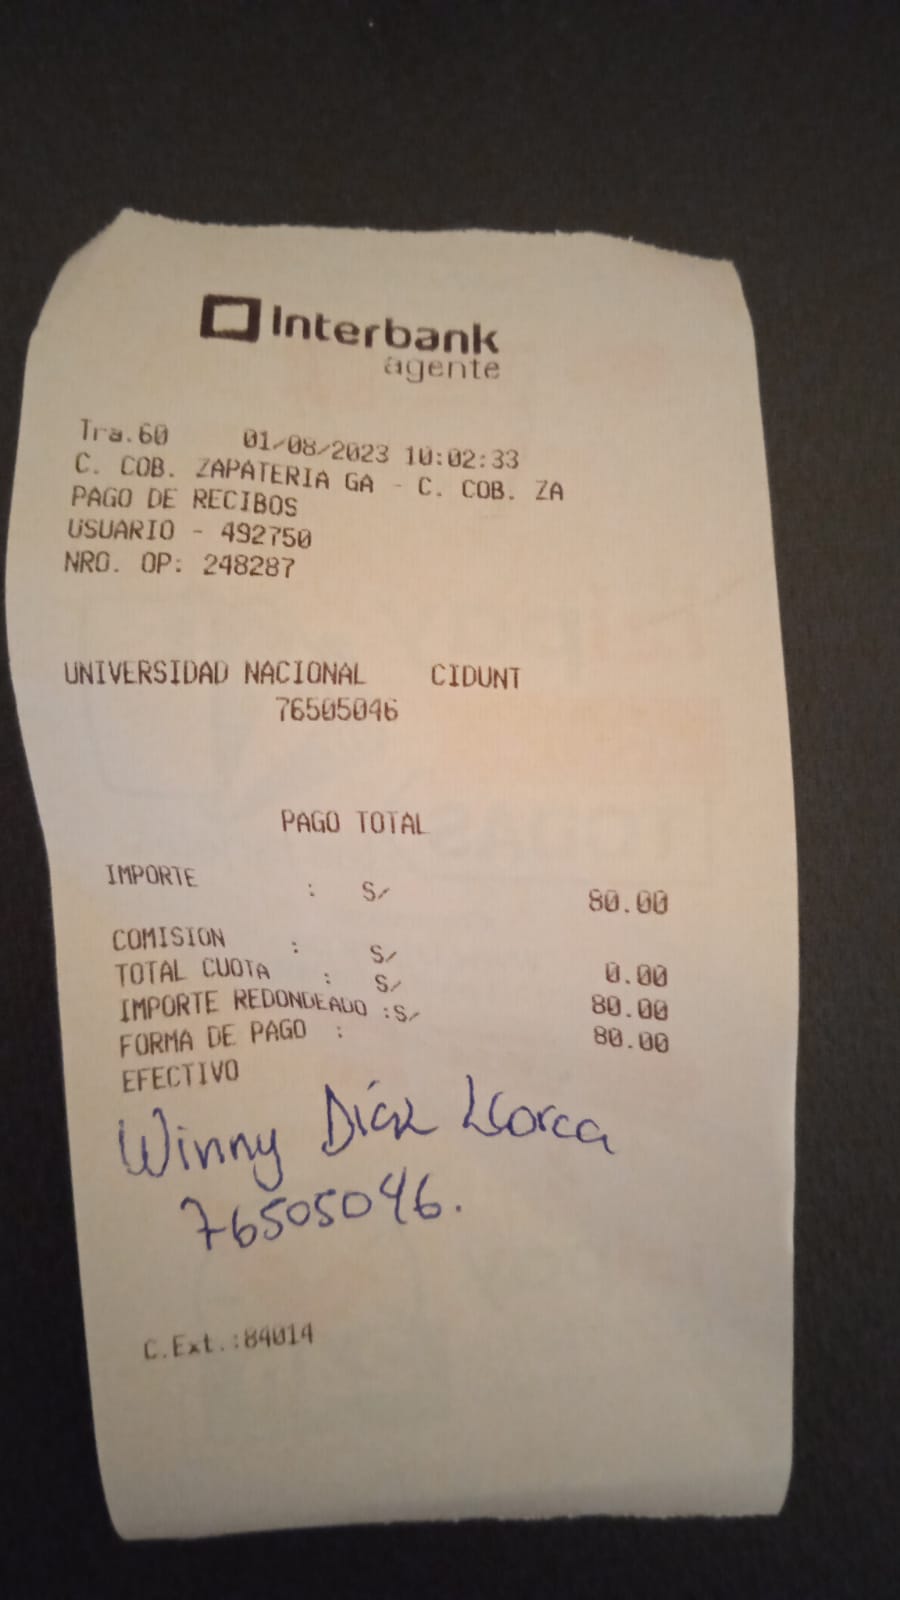 Interbank
agente
Tra.60 01/08/2023 10:02:33
C. COB. ZAPATERIA GA - C. COB. ZA
PAGO DE RECIBOS
USUARIO - 492750
NRO. OP: 248287
UNIVERSIDAD NACIONAL CIDUNT
76505046
PAGO TOTAL
IMPORTE : S/ 80.00
COMISION : S/ 0.00
TOTAL CUOTA : S/ 80.00
IMPORTE REDONDEADO :S/ 80.00
FORMA DE PAGO :
EFECTIVO
Winny Díaz Llorca
76505046.
C.Ext.:84014